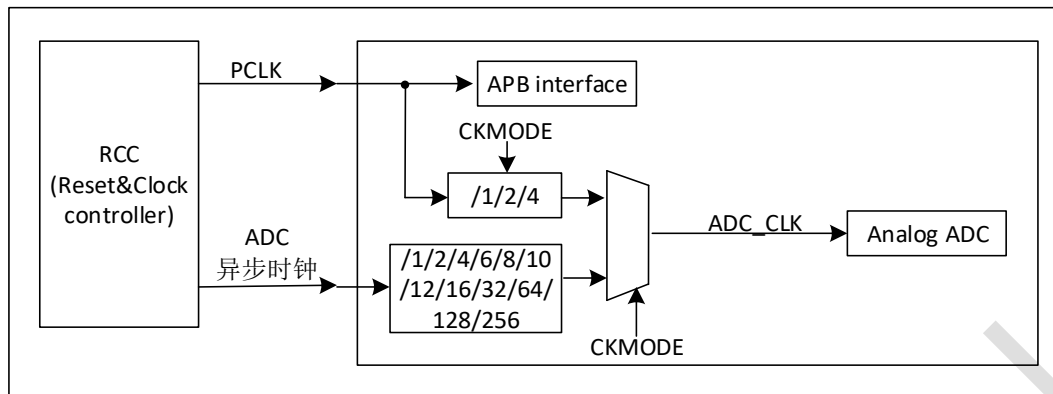 RCC
(Reset&Clock
controller)
PCLK
APB interface
CKMODE
/1/2/4
ADC
异步时钟
/1/2/4/6/8/10
/12/16/32/64/
128/256
ADC_CLK
Analog ADC
CKMODE